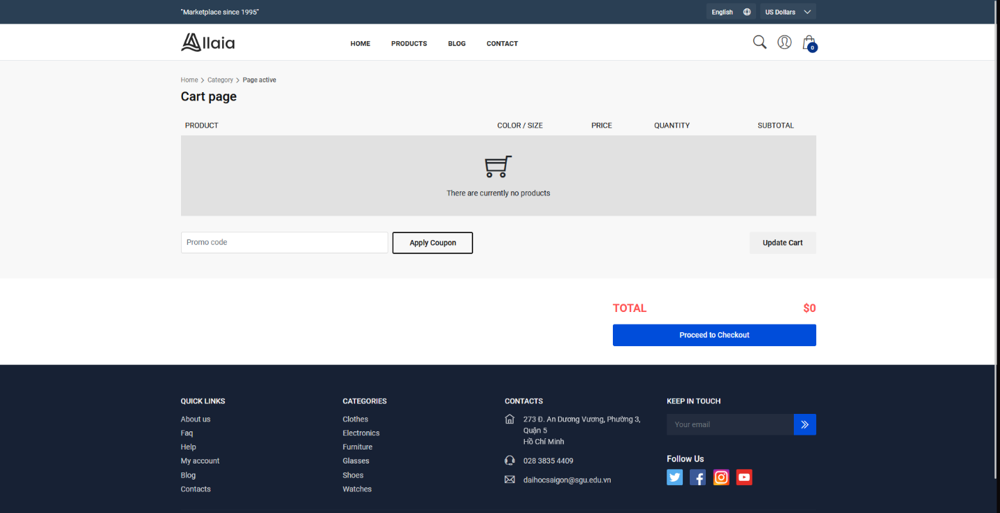 "Marketplace since 1995"
English
US Dollars
Allaia
HOME
PRODUCTS
BLOG
CONTACT
0
Home
Category
Page active
Cart page
PRODUCT
COLOR / SIZE
PRICE
QUANTITY
SUBTOTAL
There are currently no products
Promo code
Apply Coupon
Update Cart
TOTAL
$0
Proceed to Checkout
QUICK LINKS
About us
Faq
Help
My account
Blog
Contacts
CATEGORIES
Clothes
Electronics
Furniture
Glasses
Shoes
Watches
CONTACTS
273 Đ. An Dương Vương, Phường 3,
Quận 5
Hồ Chí Minh
028 3835 4409
daihocsaigon@sgu.edu.vn
KEEP IN TOUCH
Your email
Follow Us